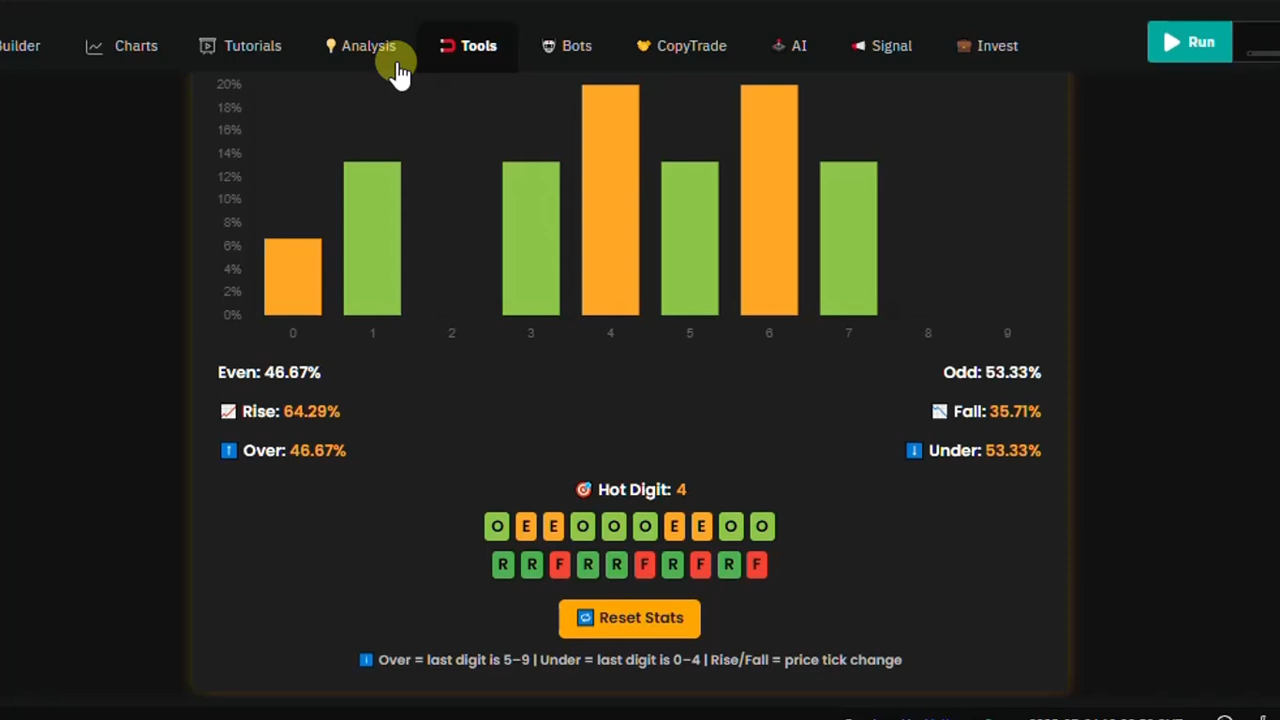 Builder Charts Tutorials Analysis Tools Bots CopyTrade AI Signal Invest Run
20%
18%
16%
14%
12%
10%
8%
6%
4%
2%
0%
0 1 2 3 4 5 6 7 8 9
Even: 46.67% Odd: 53.33%
Rise: 64.29% Fall: 35.71%
Over: 46.67% Under: 53.33%
Hot Digit: 4
O E E O O O E E O O
R R F R R F R F R F
Reset Stats
Over = last digit is 5–9 | Under = last digit is 0–4 | Rise/Fall = price tick change